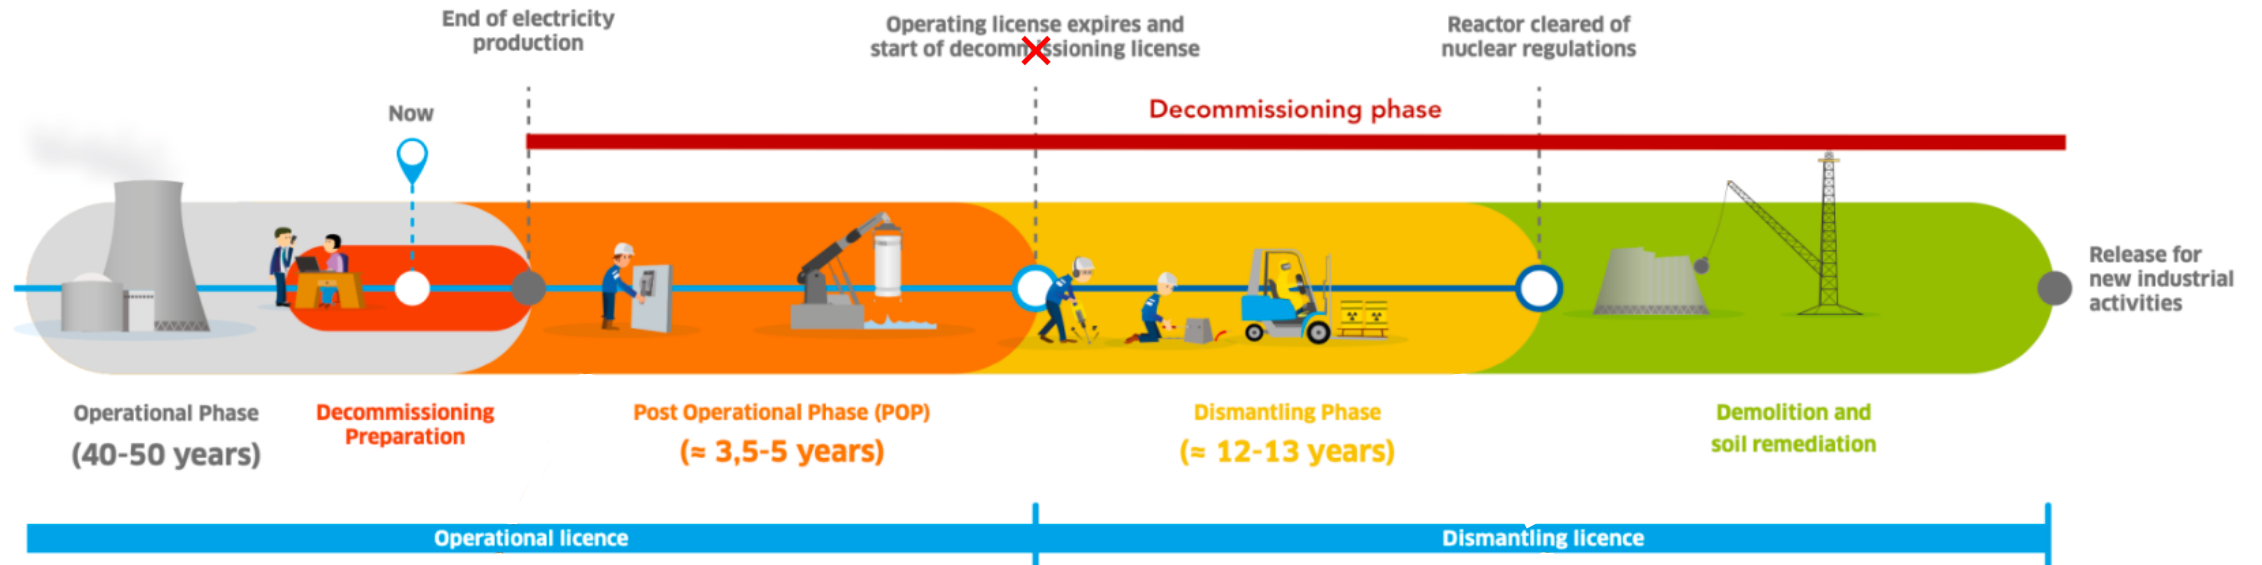 End of electricity
production
Operating license expires and
start of decommissioning license
Reactor cleared of
nuclear regulations
Now
Decommissioning phase
Release for
new industrial
activities
Operational Phase
(40-50 years)
Decommissioning
Preparation
Post Operational Phase (POP)
(≈ 3,5-5 years)
Dismantling Phase
(≈ 12-13 years)
Demolition and
soil remediation
Operational licence
Dismantling licence